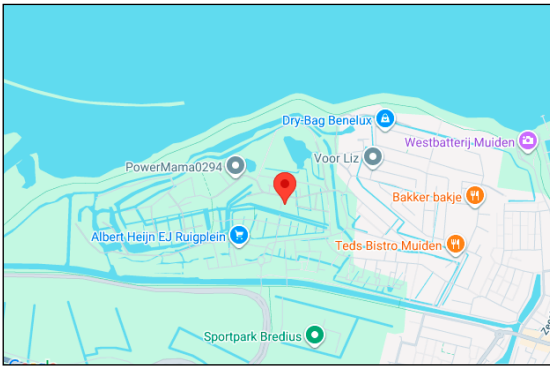 Dry-Bag Benelux
Westbatterij Muiden
Voor Liz
PowerMama0294
Bakker:bakje
Albert Heijn EJ Ruigplein
Teds Bistro Muiden
Sportpark Bredius
Google